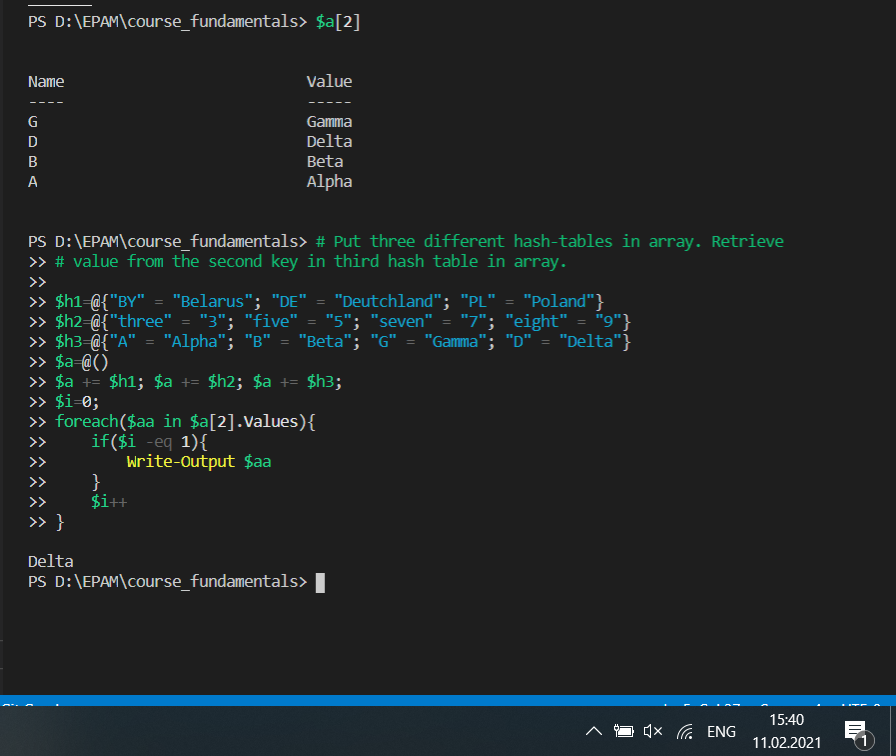 PS D:\EPAM\course_fundamentals> $a[2]
Name Value
---- -----
G Gamma
D Delta
B Beta
A Alpha
PS D:\EPAM\course_fundamentals> # Put three different hash-tables in array. Retrieve
>> # value from the second key in third hash table in array.
>>
>> $h1=@{"BY" = "Belarus"; "DE" = "Deutchland"; "PL" = "Poland"}
>> $h2=@{"three" = "3"; "five" = "5"; "seven" = "7"; "eight" = "9"}
>> $h3=@{"A" = "Alpha"; "B" = "Beta"; "G" = "Gamma"; "D" = "Delta"}
>> $a=@()
>> $a += $h1; $a += $h2; $a += $h3;
>> $i=0;
>> foreach($aa in $a[2].Values){
>>     if($i -eq 1){
>>         Write-Output $aa
>>     }
>>     $i++
>> }
Delta
PS D:\EPAM\course_fundamentals>
ENG
15:40
11.02.2021
1